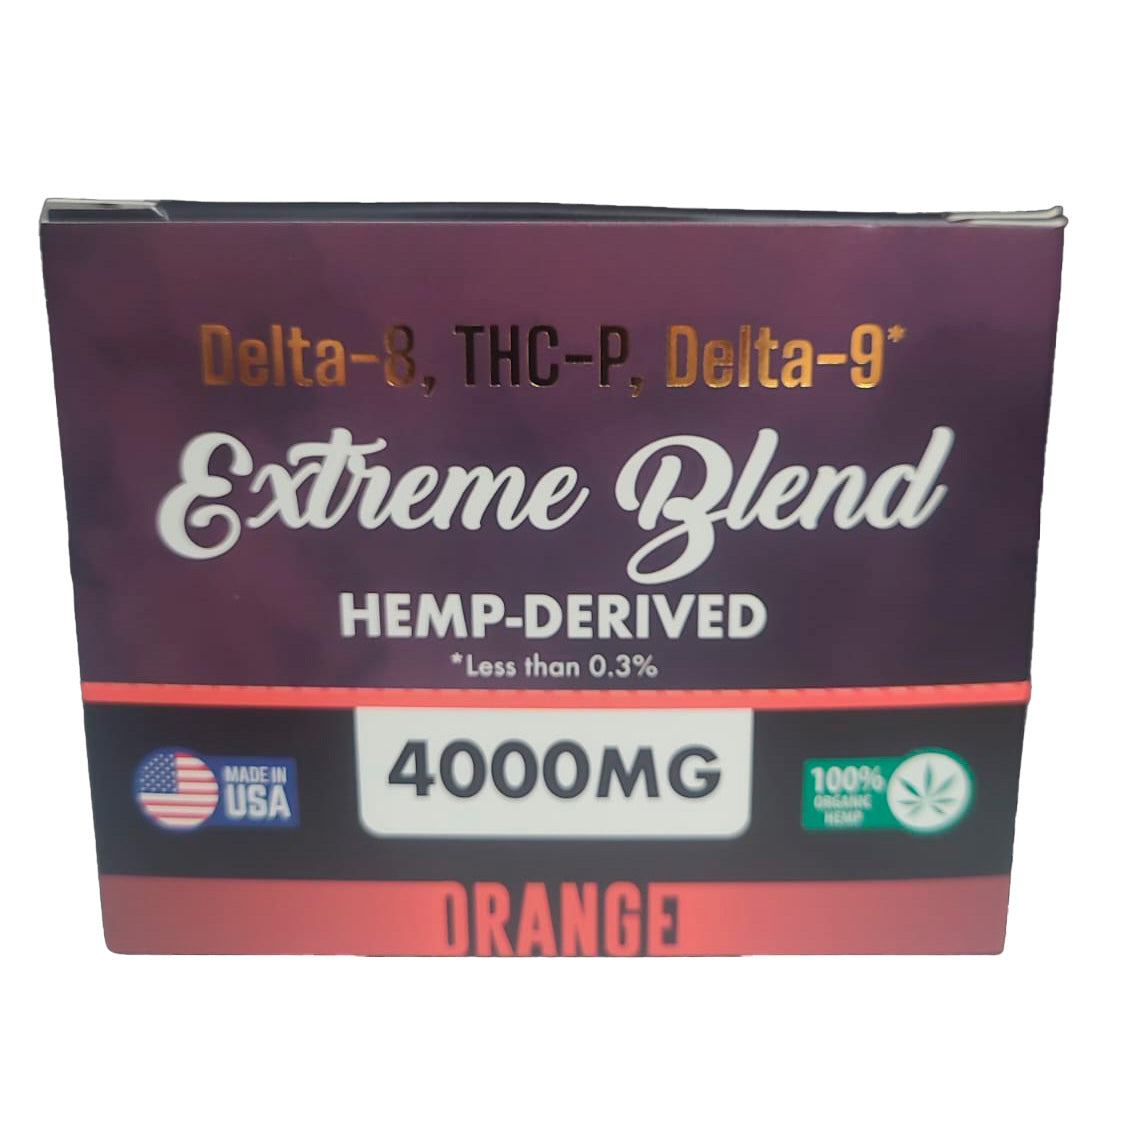 Delta-8, THC-P, Delta-9*
Extreme Blend
HEMP-DERIVED
*Less than 0.3%
4000MG
MADE IN
USA
100%
ORGANIC
HEMP
ORANGE